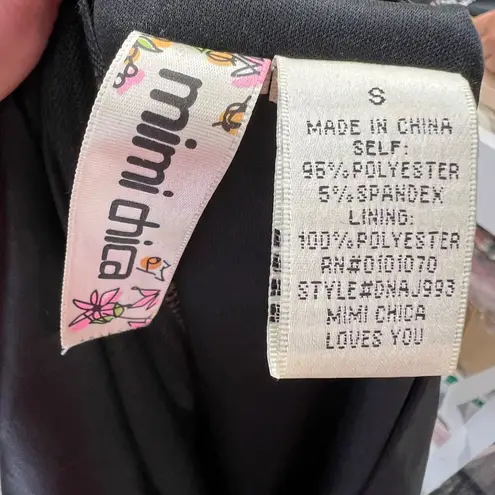 mimi chica
S
MADE IN CHINA
SELF:
95%POLYESTER
5%SPANDEX
LINING:
100%POLYESTER
RN#0101070
STYLE#DNAJ993
MIMI CHICA
LOVES YOU